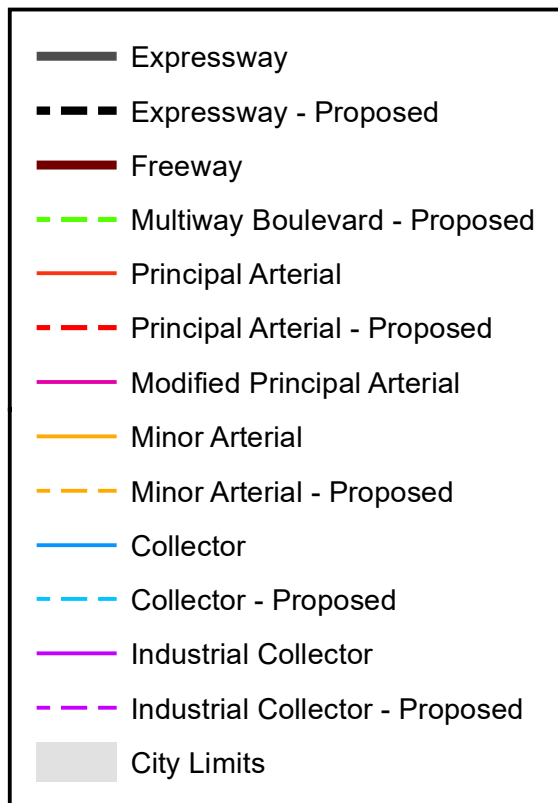 Expressway
Expressway - Proposed
Freeway
Multiway Boulevard - Proposed
Principal Arterial
Principal Arterial - Proposed
Modified Principal Arterial
Minor Arterial
Minor Arterial - Proposed
Collector
Collector - Proposed
Industrial Collector
Industrial Collector - Proposed
City Limits